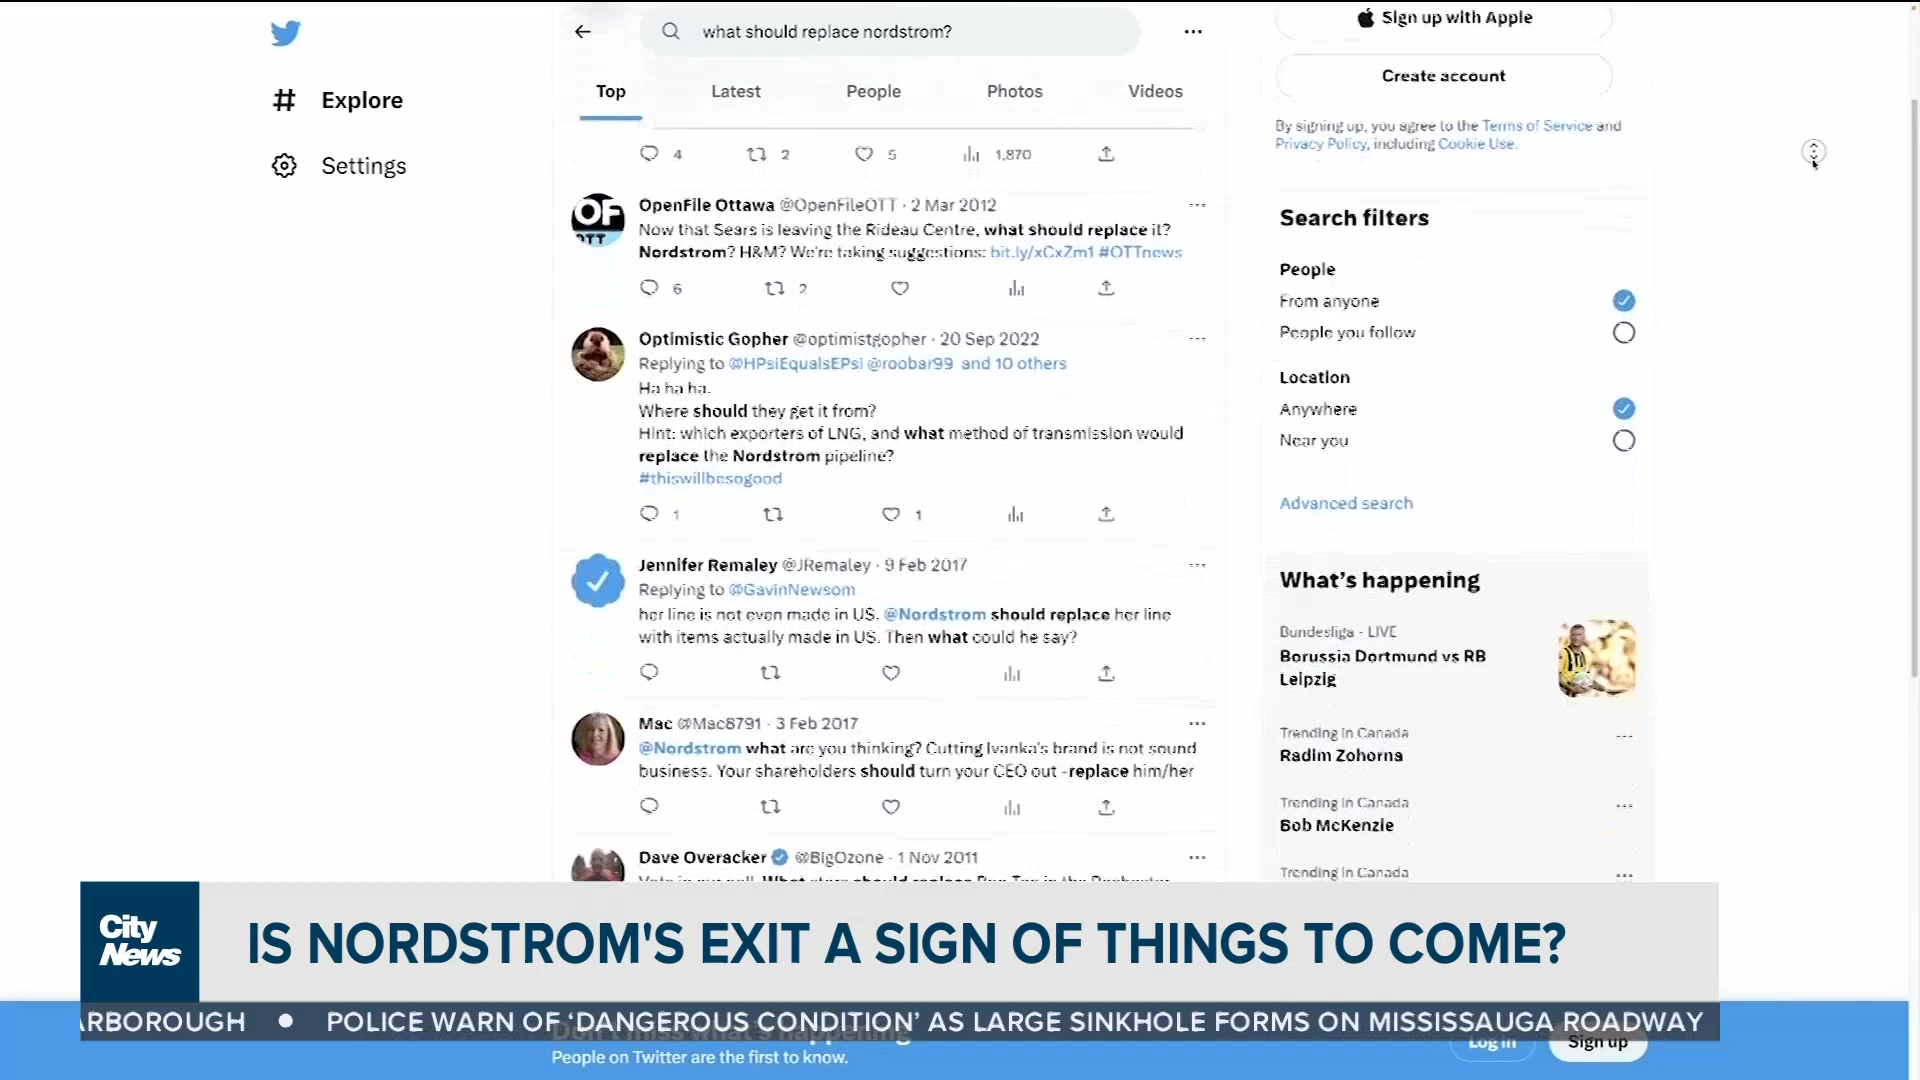 what should replace nordstrom?
Explore
Settings
Top
Latest
People
Photos
Videos
4
2
5
1,870
OpenFile Ottawa @OpenFileOTT · 2 Mar 2012
Now that Sears is leaving the Rideau Centre, what should replace it?
Nordstrom? H&M? We're taking suggestions: bit.ly/xCxZm1 #OTTnews
6
2
Optimistic Gopher @optimistgopher · 20 Sep 2022
Replying to @HPsiEqualsEPsi @roobar99 and 10 others
Ha ha ha.
Where should they get it from?
Hint: which exporters of LNG, and what method of transmission would
replace the Nordstrom pipeline?
#thiswillbesogood
1
1
Jennifer Remaley @JRemaley · 9 Feb 2017
Replying to @GavinNewsom
her line is not even made in US. @Nordstrom should replace her line
with items actually made in US. Then what could he say?
Mac @Mac8791 · 3 Feb 2017
@Nordstrom what are you thinking? Cutting Ivanka's brand is not sound
business. Your shareholders should turn your CEO out -replace him/her
Dave Overacker @BigOzone · 1 Nov 2011
Sign up with Apple
Create account
By signing up, you agree to the Terms of Service and
Privacy Policy, including Cookie Use.
Search filters
People
From anyone
People you follow
Location
Anywhere
Near you
Advanced search
What's happening
Bundesliga · LIVE
Borussia Dortmund vs RB
Leipzig
Trending in Canada
Radim Zohorna
Trending in Canada
Bob McKenzie
Trending in Canada
OF
OTT
City
News
IS NORDSTROM'S EXIT A SIGN OF THINGS TO COME?
ARBOROUGH • POLICE WARN OF ‘DANGEROUS CONDITION’ AS LARGE SINKHOLE FORMS ON MISSISSAUGA ROADWAY
Don't miss what's happening
People on Twitter are the first to know.
Log in
Sign up